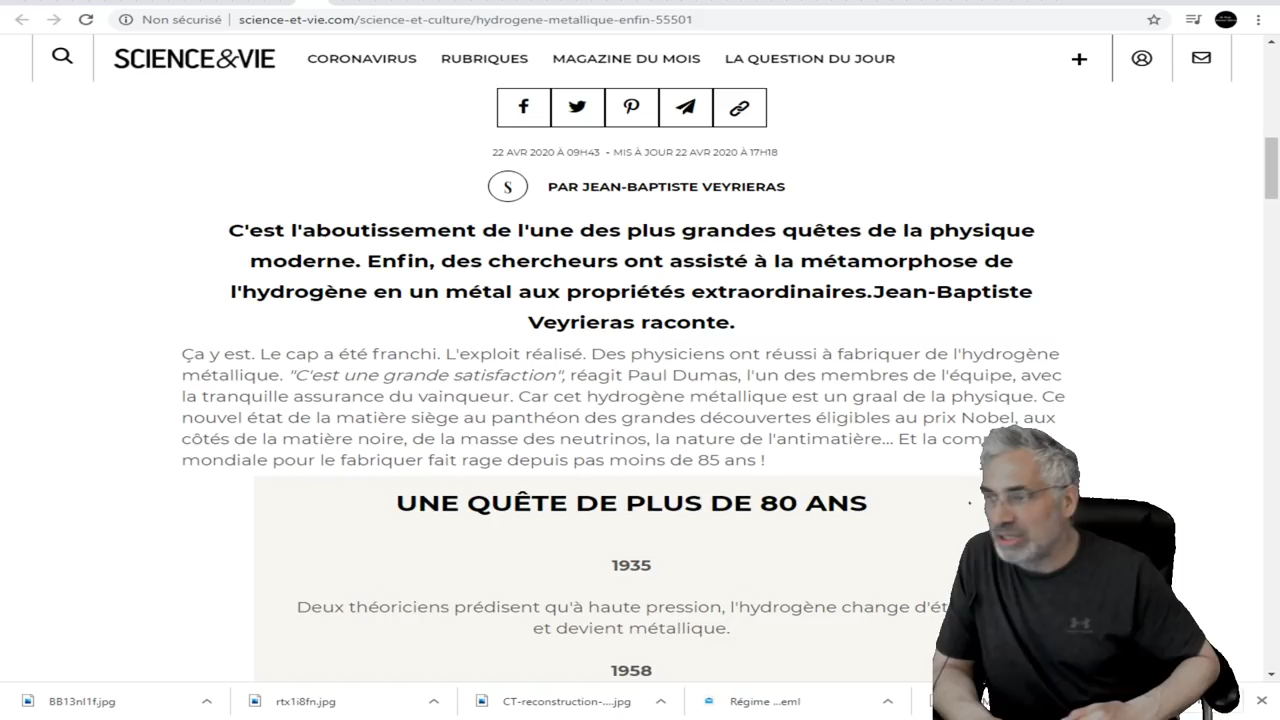 Non sécurisé | science-et-vie.com/science-et-culture/hydrogene-metallique-enfin-55501
SCIENCE&VIE CORONAVIRUS RUBRIQUES MAGAZINE DU MOIS LA QUESTION DU JOUR
22 AVR 2020 À 09H43 - MIS À JOUR 22 AVR 2020 À 17H18
S PAR JEAN-BAPTISTE VEYRIERAS
C'est l'aboutissement de l'une des plus grandes quêtes de la physique
moderne. Enfin, des chercheurs ont assisté à la métamorphose de
l'hydrogène en un métal aux propriétés extraordinaires.Jean-Baptiste
Veyrieras raconte.
Ça y est. Le cap a été franchi. L'exploit réalisé. Des physiciens ont réussi à fabriquer de l'hydrogène
métallique. "C'est une grande satisfaction", réagit Paul Dumas, l'un des membres de l'équipe, avec
la tranquille assurance du vainqueur. Car cet hydrogène métallique est un graal de la physique. Ce
nouvel état de la matière siège au panthéon des grandes découvertes éligibles au prix Nobel, aux
côtés de la matière noire, de la masse des neutrinos, la nature de l'antimatière... Et la
mondiale pour le fabriquer fait rage depuis pas moins de 85 ans !
UNE QUÊTE DE PLUS DE 80 ANS
1935
Deux théoriciens prédisent qu'à haute pression, l'hydrogène change
et devient métallique.
1958
BB13nI1f.jpg rtx1i8fn.jpg CT-reconstruction-....jpg Régime ...eml